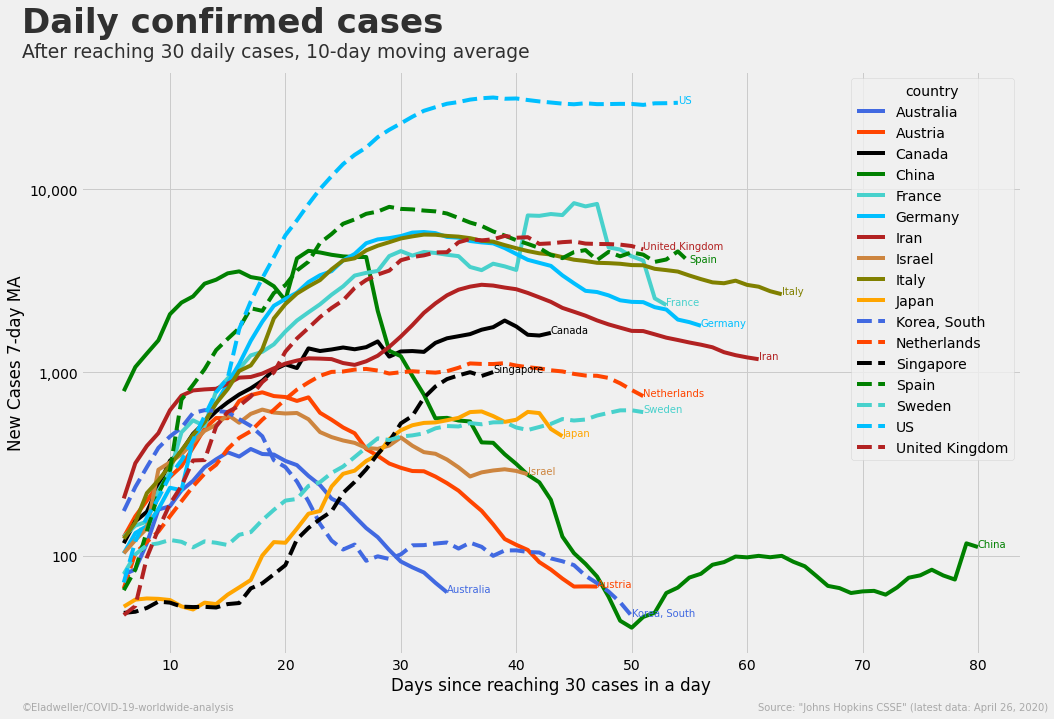 Daily confirmed cases
After reaching 30 daily cases, 10-day moving average
New Cases 7-day MA
10,000
1,000
100
10
20
30
40
50
60
70
80
Days since reaching 30 cases in a day
US
United Kingdom
Spain
Italy
France
Germany
Canada
Iran
Singapore
Netherlands
Sweden
Japan
Israel
China
Australia
Austria
Korea, South
country
Australia
Austria
Canada
China
France
Germany
Iran
Israel
Italy
Japan
Korea, South
Netherlands
Singapore
Spain
Sweden
US
United Kingdom
©Eladweller/COVID-19-worldwide-analysis
Source: "Johns Hopkins CSSE" (latest data: April 26, 2020)